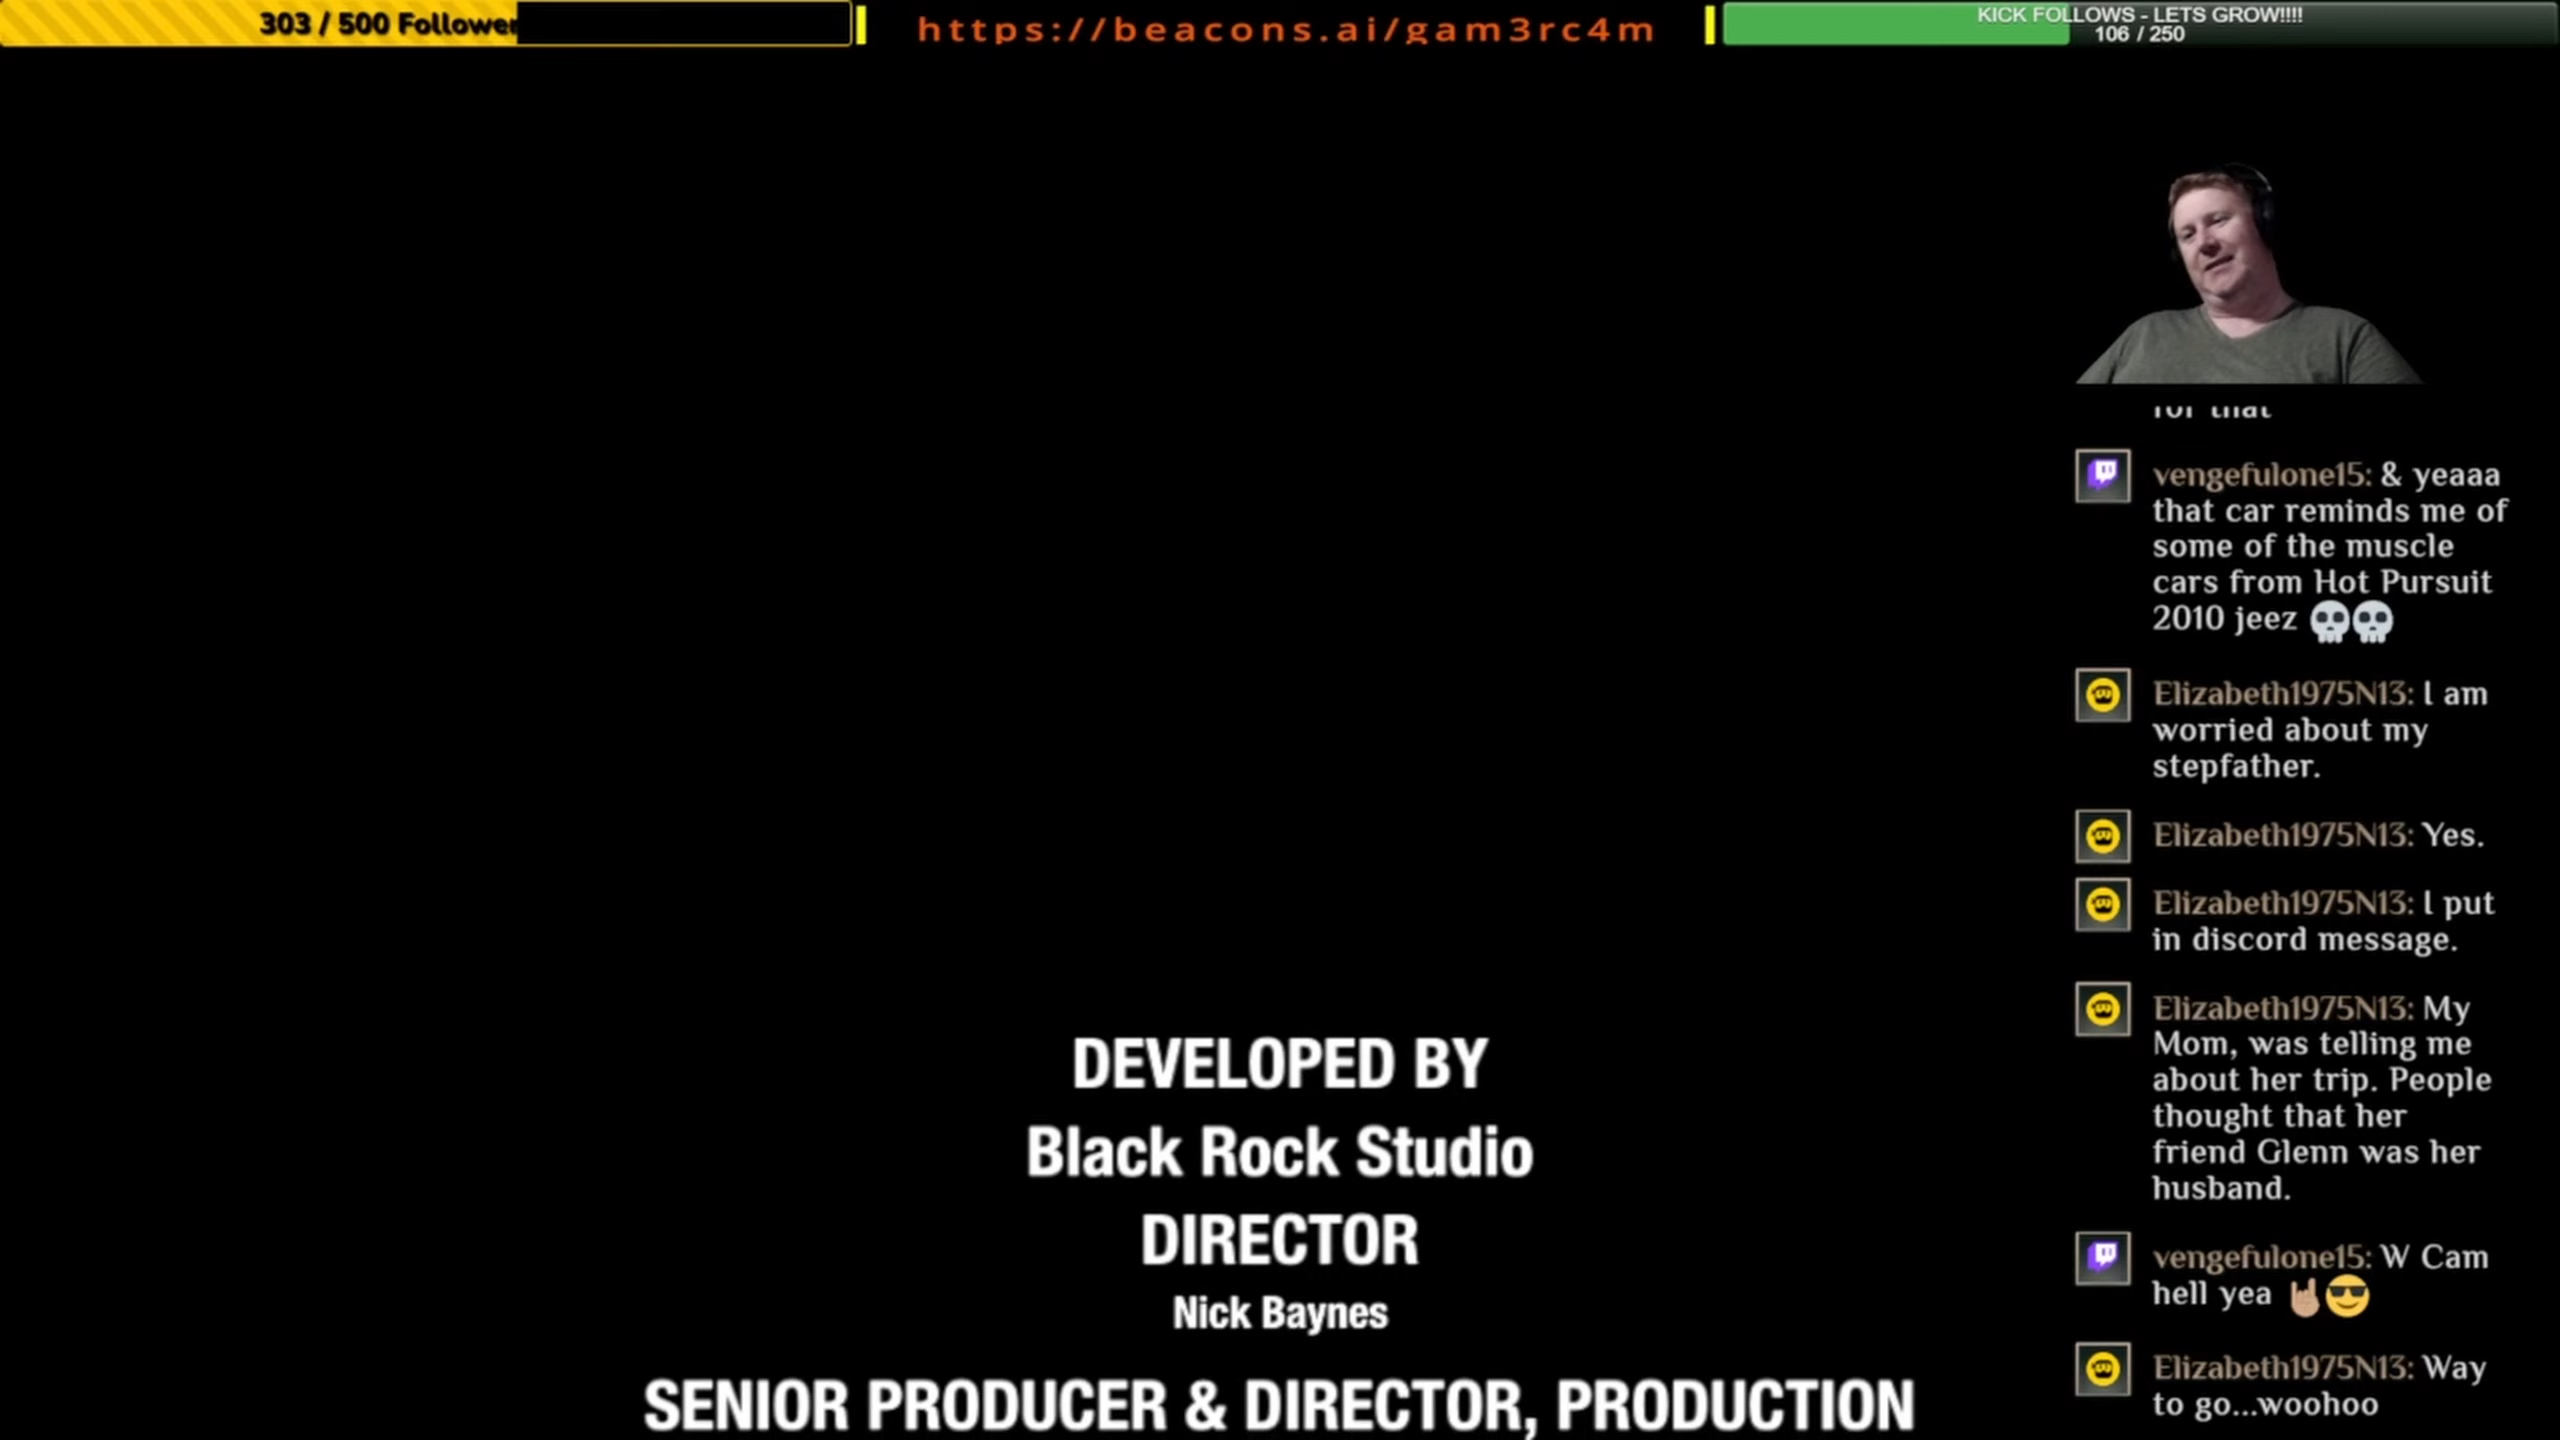 303 / 500 Follower
https://beacons.ai/gam3rc4m
KICK FOLLOWS - LETS GROW!!!!
106 / 250
for that
vengefulone15: & yeaaa
that car reminds me of
some of the muscle
cars from Hot Pursuit
2010 jeez 💀💀
Elizabeth1975N13: I am
worried about my
stepfather.
Elizabeth1975N13: Yes.
Elizabeth1975N13: I put
in discord message.
Elizabeth1975N13: My
Mom, was telling me
about her trip. People
thought that her
friend Glenn was her
husband.
vengefulone15: W Cam
hell yea 🤘🏼😎
Elizabeth1975N13: Way
to go...woohoo
DEVELOPED BY
Black Rock Studio
DIRECTOR
Nick Baynes
SENIOR PRODUCER & DIRECTOR, PRODUCTION